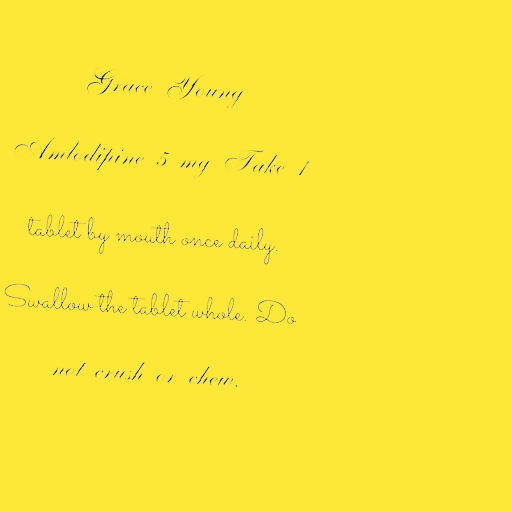 Grace Young
Amlodipine 5 mg Take 1
tablet by mouth once daily.
Swallow the tablet whole. Do
not crush or chew.